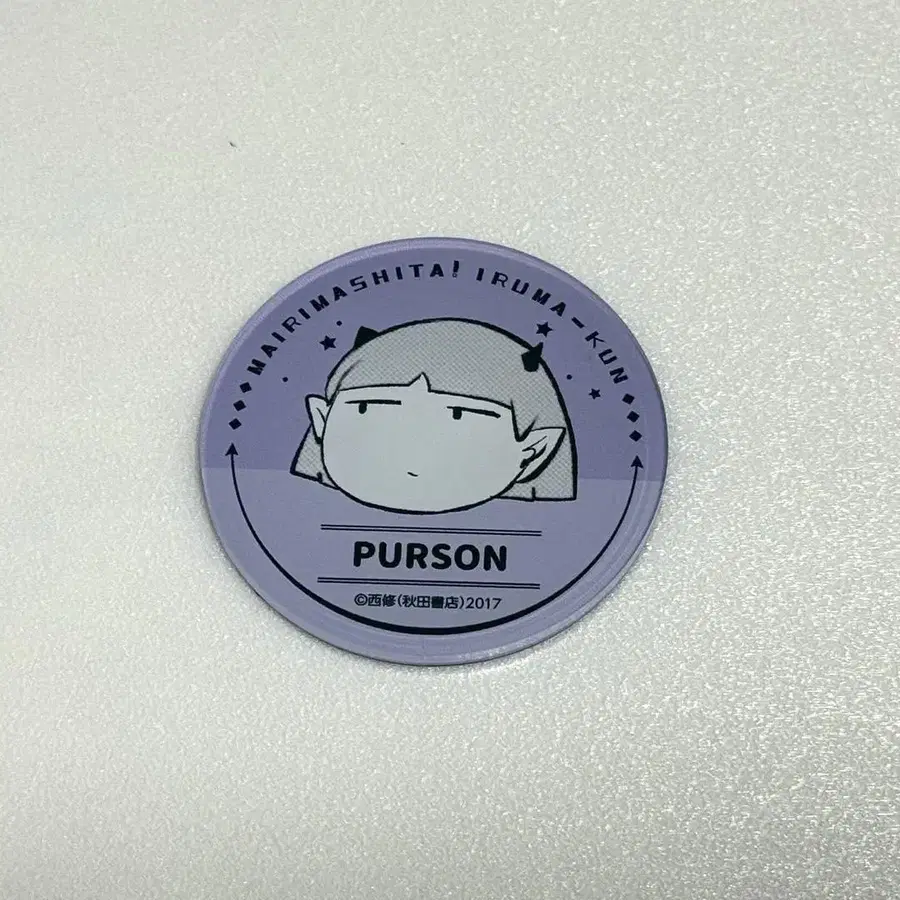 MAIRIMASHITA! IRUMA-KUN
PURSON
©西修(秋田書店)2017